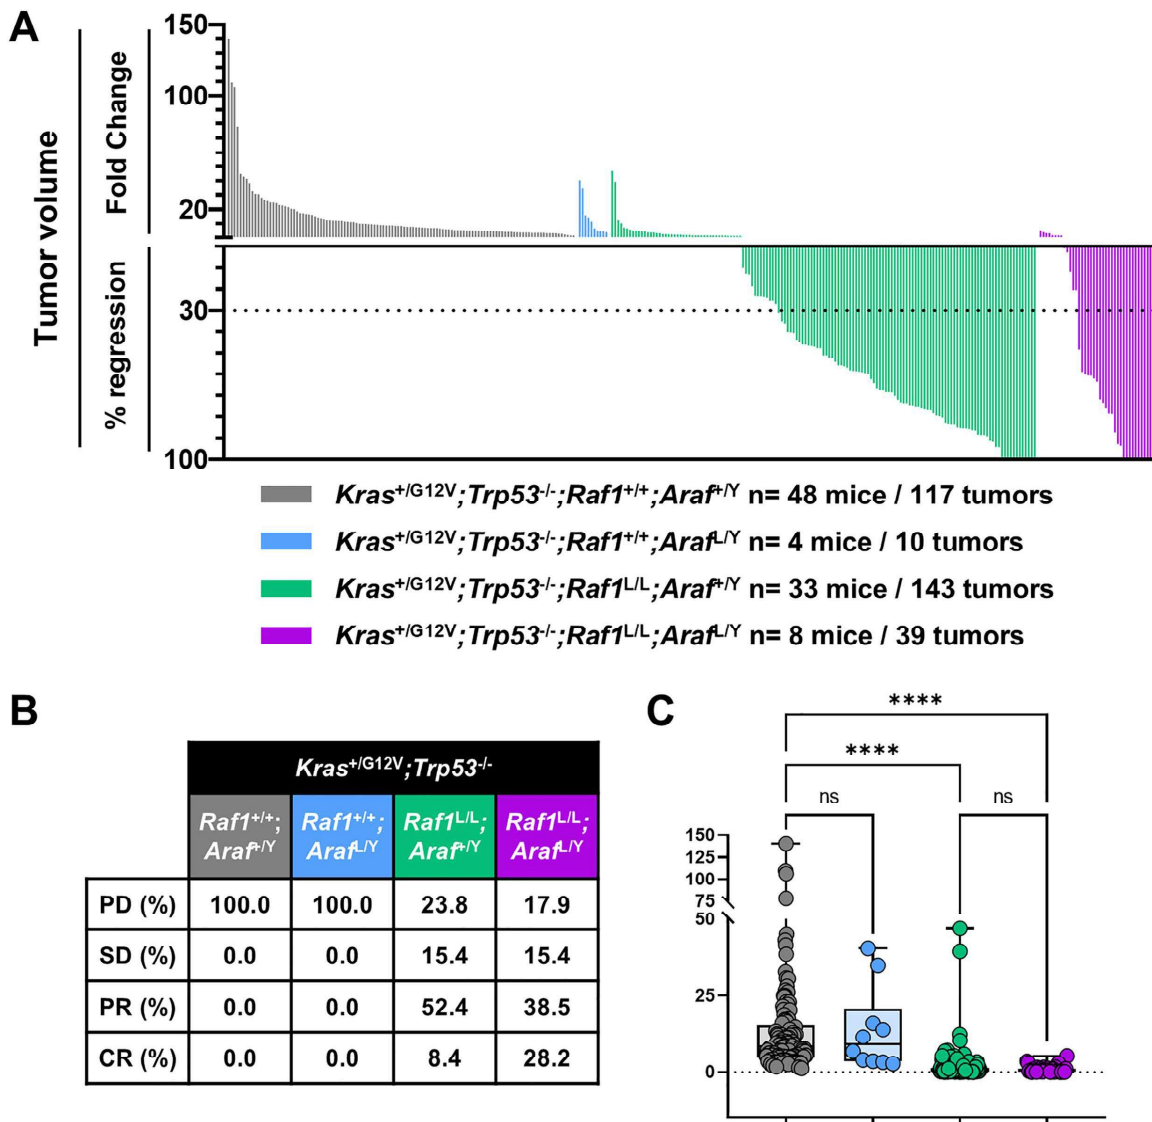 A
Tumor volume
Fold Change
% regression
150
100
20
30
100
Kras+/G12V;Trp53-/-;Raf1+/+;Araf+/Y n= 48 mice / 117 tumors
Kras+/G12V;Trp53-/-;Raf1+/+;ArafL/Y n= 4 mice / 10 tumors
Kras+/G12V;Trp53-/-;Raf1L/L;Araf+/Y n= 33 mice / 143 tumors
Kras+/G12V;Trp53-/-;Raf1L/L;ArafL/Y n= 8 mice / 39 tumors
B
Kras+/G12V;Trp53-/-
Raf1+/+; Raf1+/+; Raf1L/L; Raf1L/L;
Araf+/Y ArafL/Y Araf+/Y ArafL/Y
PD (%) 100.0 100.0 23.8 17.9
SD (%) 0.0 0.0 15.4 15.4
PR (%) 0.0 0.0 52.4 38.5
CR (%) 0.0 0.0 8.4 28.2
C
****
****
ns ns
150
125
100
75
50
25
0